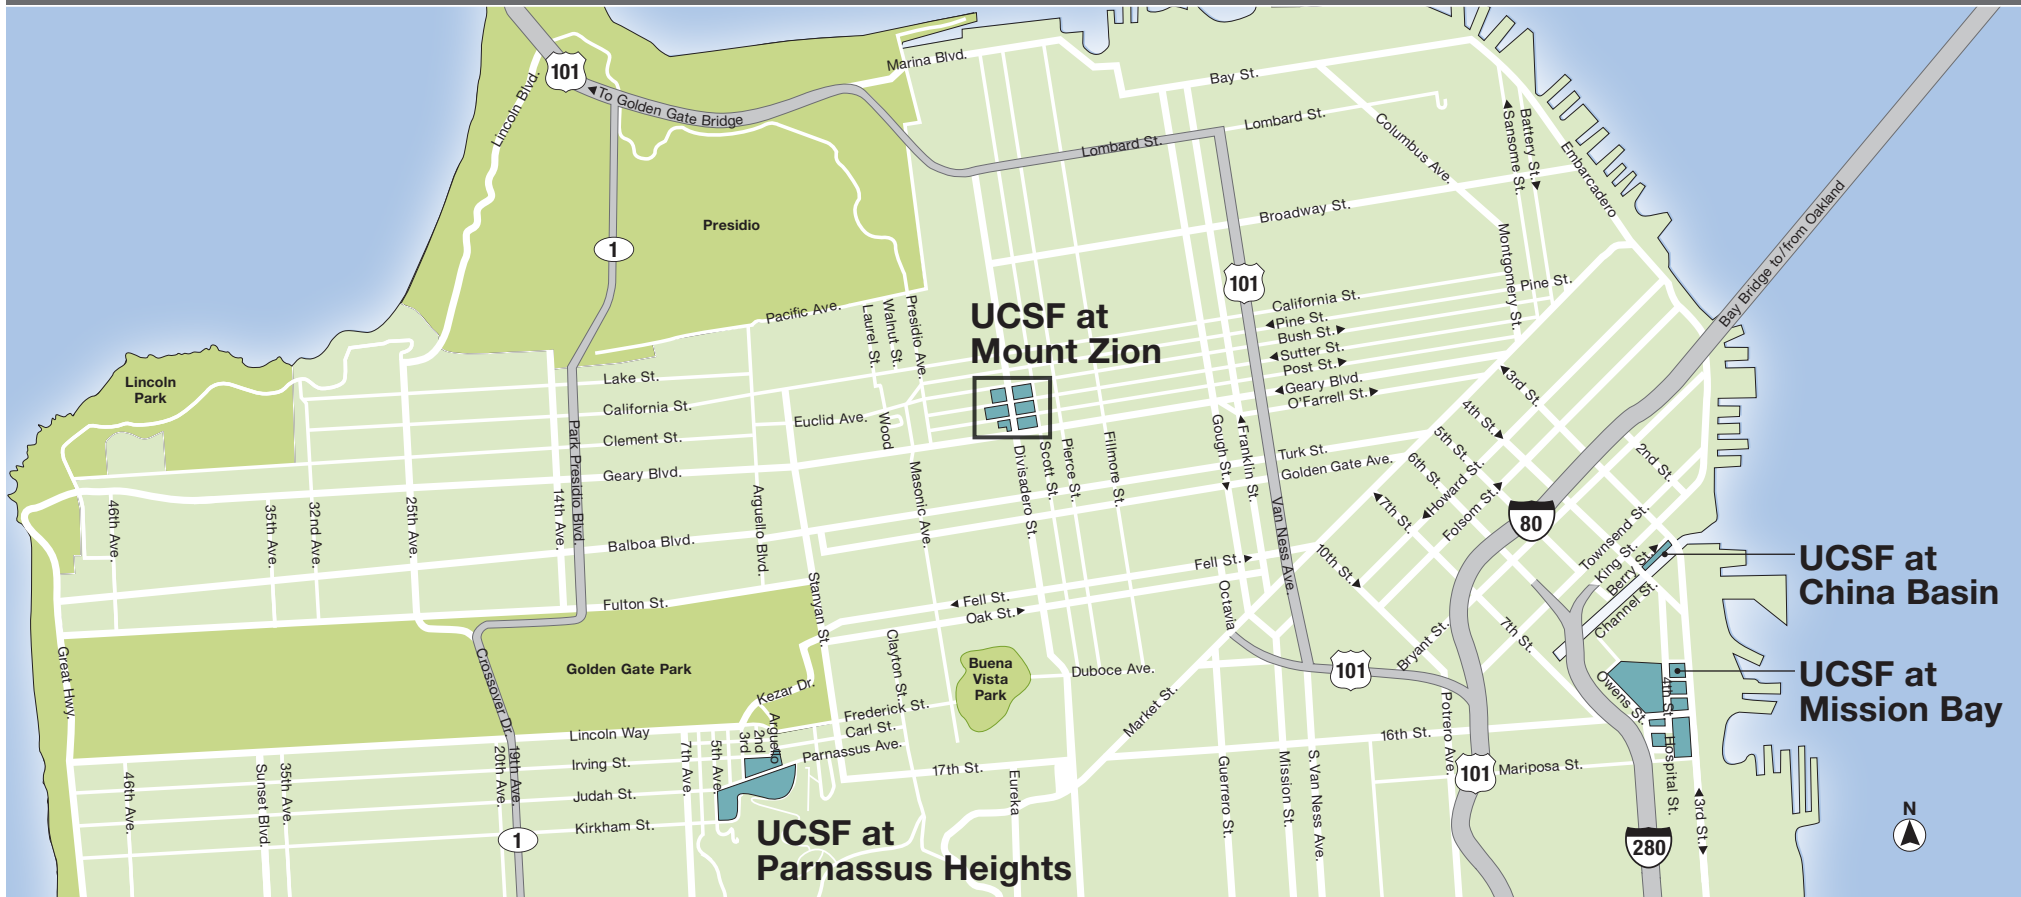 101
To Golden Gate Bridge
Lincoln Blvd.
Marina Blvd.
Bay St.
Lombard St.
Lombard St.
Columbus Ave.
Sansome St.
Battery St.
Embarcadero
Broadway St.
Presidio
1
101
Montgomery St.
Pine St.
Bay Bridge to/from Oakland
Pacific Ave.
Laurel St.
Walnut St.
Presidio Ave.
UCSF at
Mount Zion
California St.
Pine St.
Bush St.
Sutter St.
Post St.
Geary Blvd.
O'Farrell St.
Lincoln
Park
Lake St.
California St.
Clement St.
Geary Blvd.
Euclid Ave.
Wood
Park Presidio Blvd.
3rd St.
4th St.
5th St.
6th St.
7th St.
Howard St.
Folsom St.
2nd St.
Gough St.
Franklin St.
Turk St.
Golden Gate Ave.
Van Ness Ave.
Divisadero St.
Scott St.
Pierce St.
Fillmore St.
Masonic Ave.
Arguello Blvd.
46th Ave.
35th Ave.
32nd Ave.
25th Ave.
14th Ave.
Balboa Blvd.
Fulton St.
Stanyan St.
Fell St.
Oak St.
Fell St.
Octavia
10th St.
80
Townsend St.
King St.
Berry St.
Channel St.
UCSF at
China Basin
7th St.
Bryant St.
Great Hwy.
Golden Gate Park
Crossover Dr.
Kezar Dr.
Clayton St.
Buena
Vista
Park
Duboce Ave.
Market St.
101
Potrero Ave.
Owens St.
4th St.
UCSF at
Mission Bay
Lincoln Way
Irving St.
Judah St.
Kirkham St.
Frederick St.
Carl St.
Parnassus Ave.
Arguello
2nd
3rd
5th Ave.
7th Ave.
17th St.
16th St.
Mariposa St.
Hospital St.
3rd St.
46th Ave.
Sunset Blvd.
35th Ave.
20th Ave.
19th Ave.
1
UCSF at
Parnassus Heights
Eureka
Guerrero St.
Mission St.
S. Van Ness Ave.
101
280
N